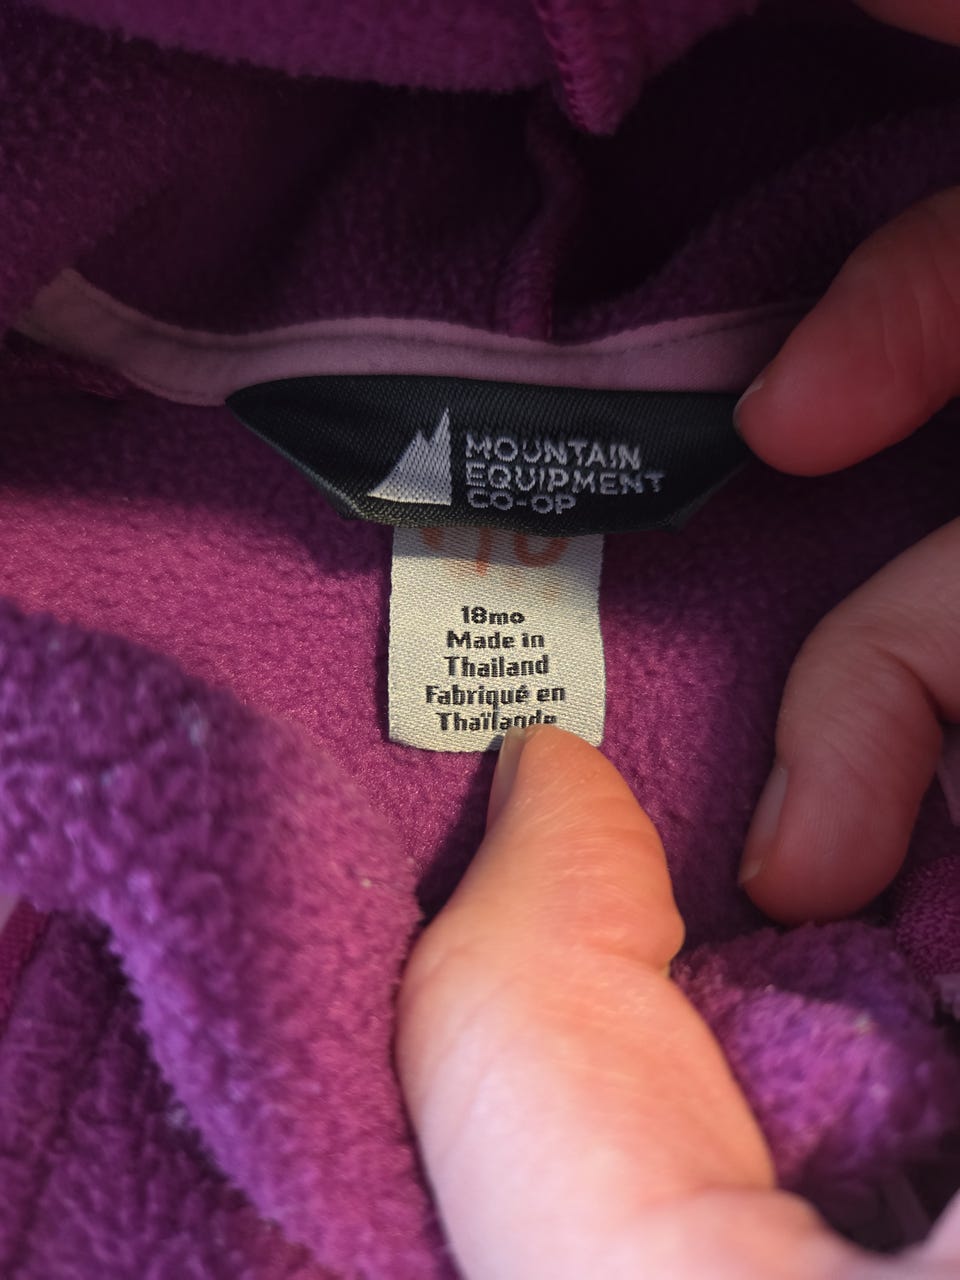 MOUNTAIN
EQUIPMENT
CO-OP
18mo
Made in
Thailand
Fabriqué en
Thaïlande